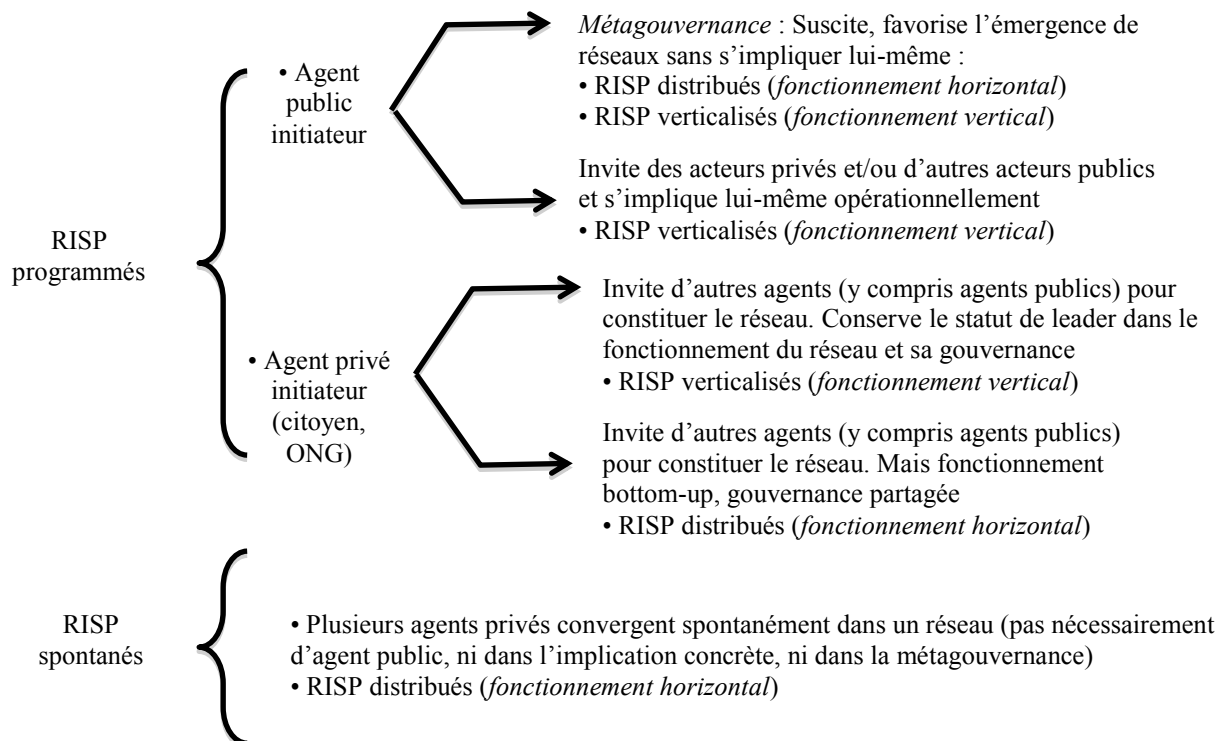 RISP
programmés
• Agent
public
initiateur
Métagouvernance : Suscite, favorise l’émergence de
réseaux sans s’impliquer lui-même :
• RISP distribués (fonctionnement horizontal)
• RISP verticalisés (fonctionnement vertical)
Invite des acteurs privés et/ou d’autres acteurs publics
et s’implique lui-même opérationnellement
• RISP verticalisés (fonctionnement vertical)
• Agent privé
initiateur
(citoyen,
ONG)
Invite d’autres agents (y compris agents publics) pour
constituer le réseau. Conserve le statut de leader dans le
fonctionnement du réseau et sa gouvernance
• RISP verticalisés (fonctionnement vertical)
Invite d’autres agents (y compris agents publics)
pour constituer le réseau. Mais fonctionnement
bottom-up, gouvernance partagée
• RISP distribués (fonctionnement horizontal)
RISP
spontanés
• Plusieurs agents privés convergent spontanément dans un réseau (pas nécessairement
d’agent public, ni dans l’implication concrète, ni dans la métagouvernance)
• RISP distribués (fonctionnement horizontal)